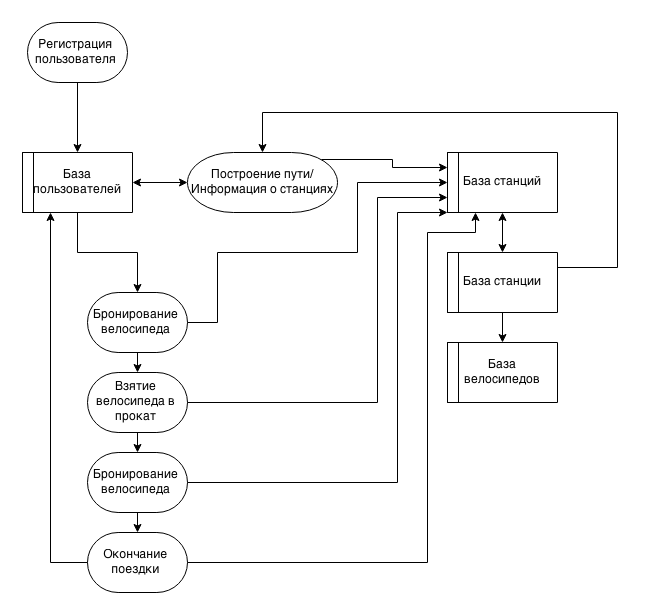 Регистрация
пользователя
База
пользователей
Построение пути/
Информация о станциях
База станций
База станции
База
велосипедов
Бронирование
велосипеда
Взятие
велосипеда в
прокат
Бронирование
велосипеда
Окончание
поездки